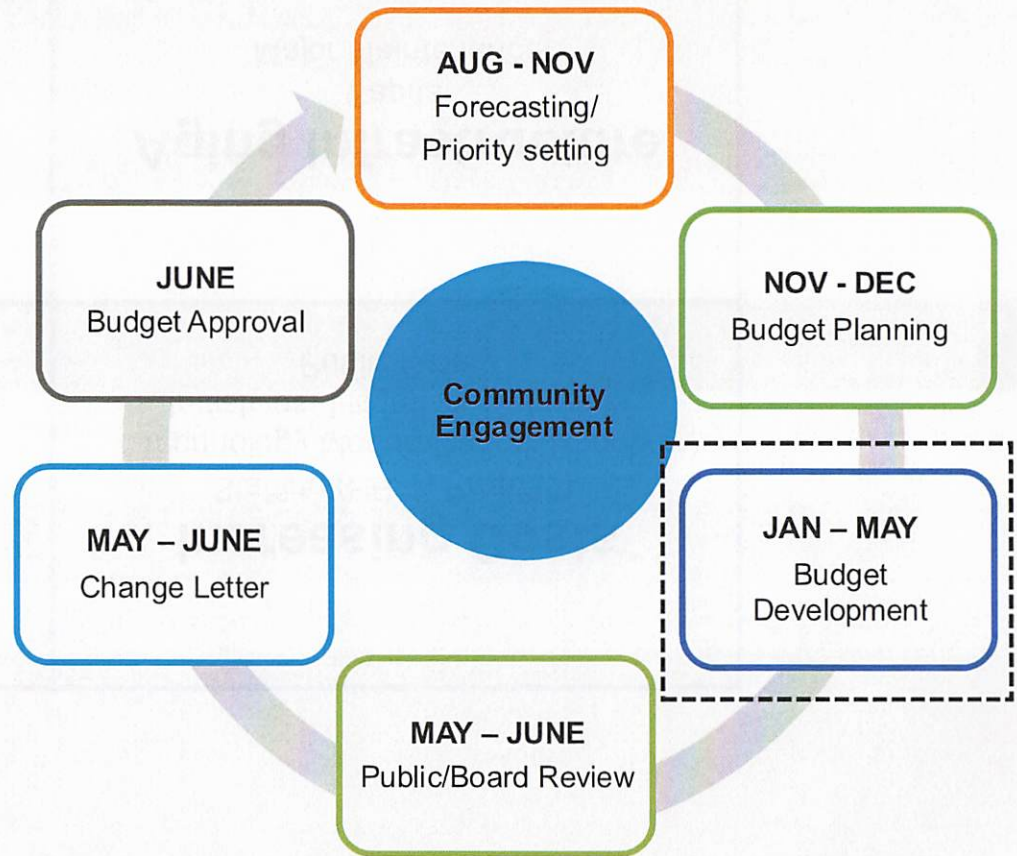 AUG - NOV
Forecasting/
Priority setting
NOV - DEC
Budget Planning
JAN – MAY
Budget
Development
MAY – JUNE
Public/Board Review
MAY – JUNE
Change Letter
JUNE
Budget Approval
Community
Engagement